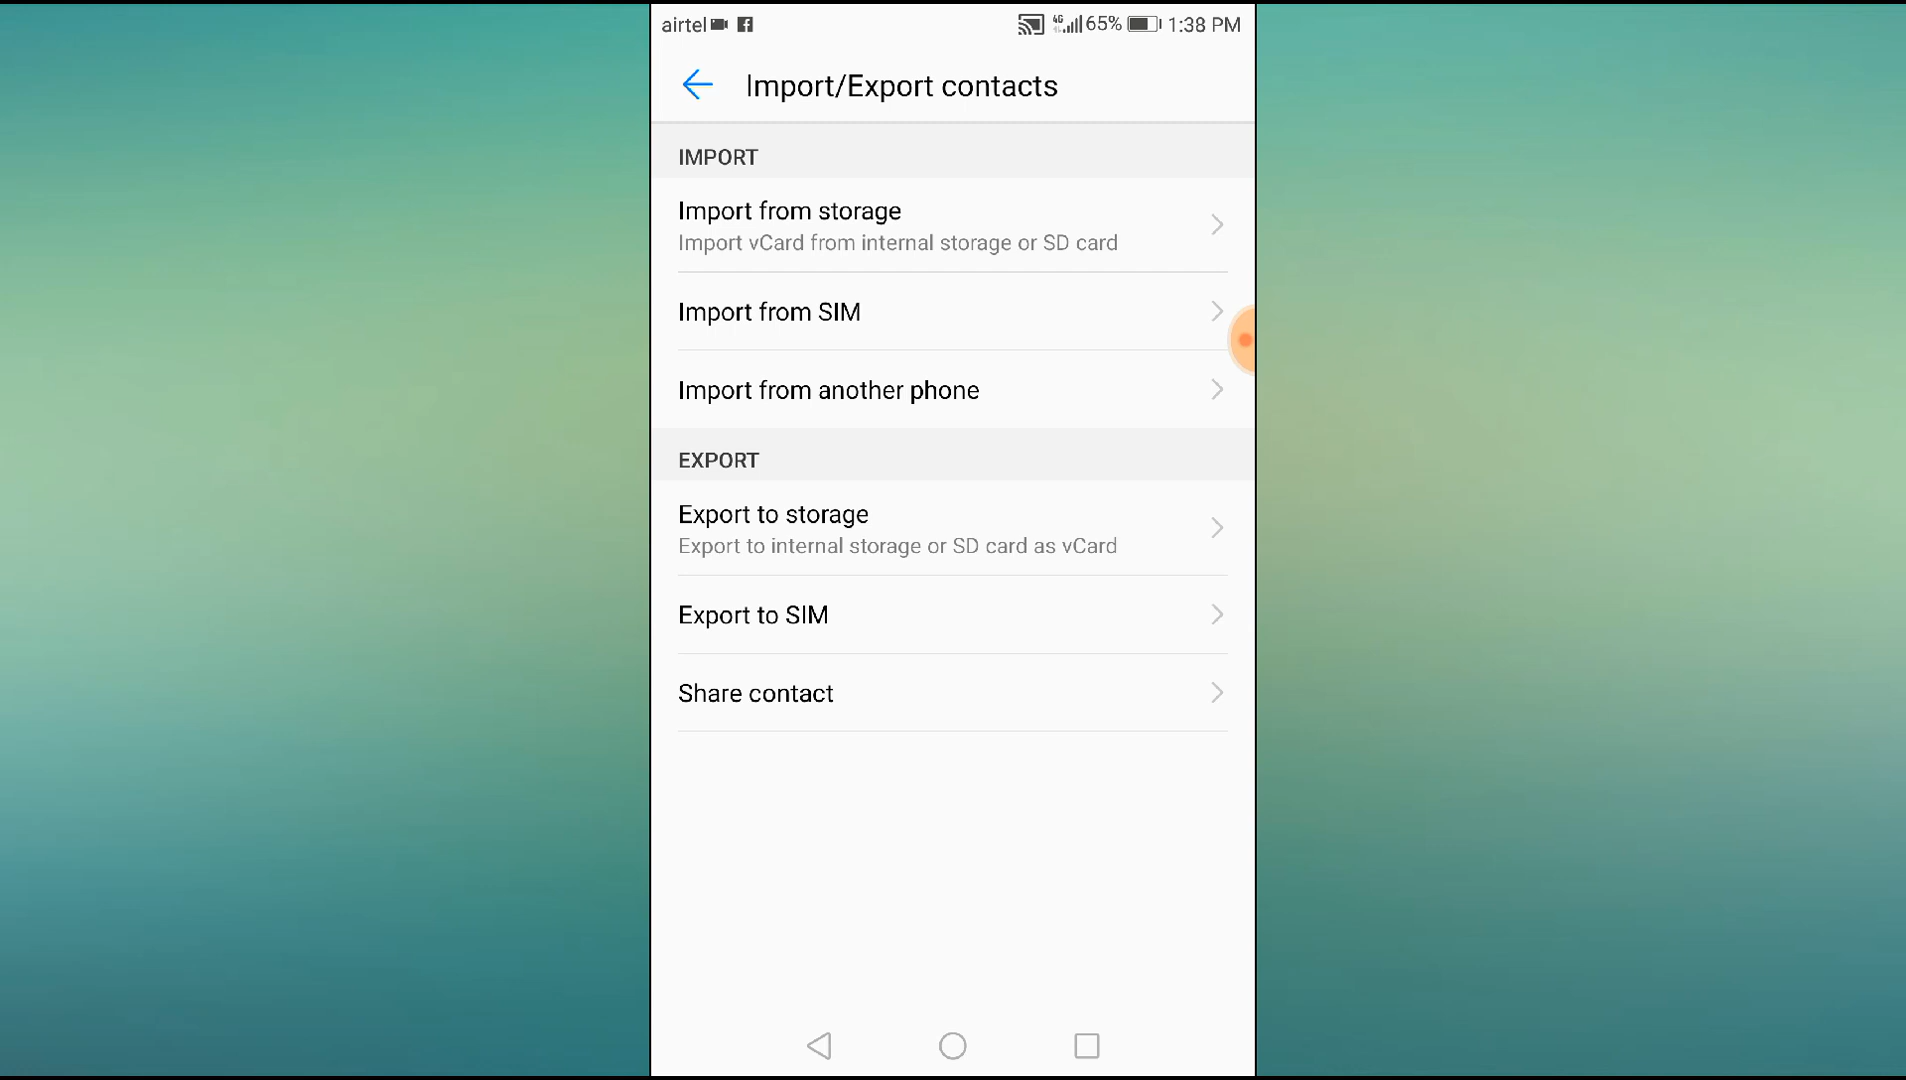 airtel 4G 65% 1:38 PM
Import/Export contacts
IMPORT
Import from storage
Import vCard from internal storage or SD card
Import from SIM
Import from another phone
EXPORT
Export to storage
Export to internal storage or SD card as vCard
Export to SIM
Share contact